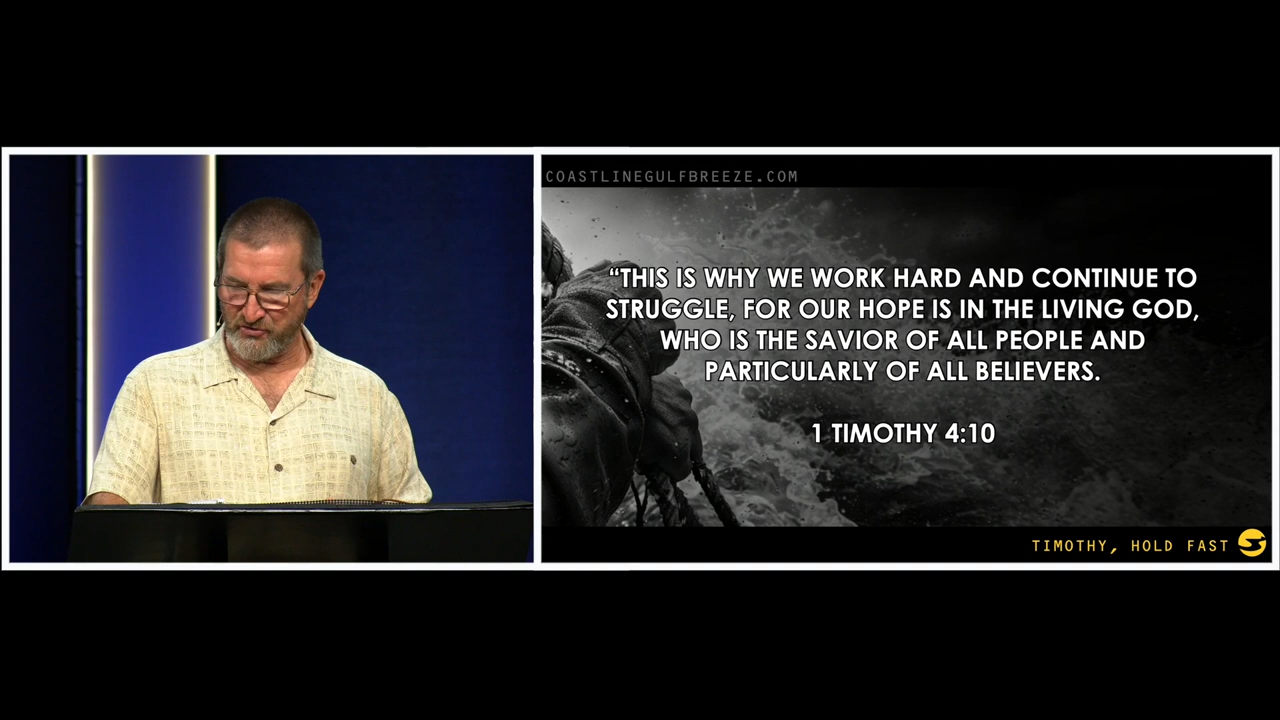 COASTLINEGULFBREEZE.COM
“THIS IS WHY WE WORK HARD AND CONTINUE TO
STRUGGLE, FOR OUR HOPE IS IN THE LIVING GOD,
WHO IS THE SAVIOR OF ALL PEOPLE AND
PARTICULARLY OF ALL BELIEVERS.
1 TIMOTHY 4:10
TIMOTHY, HOLD FAST